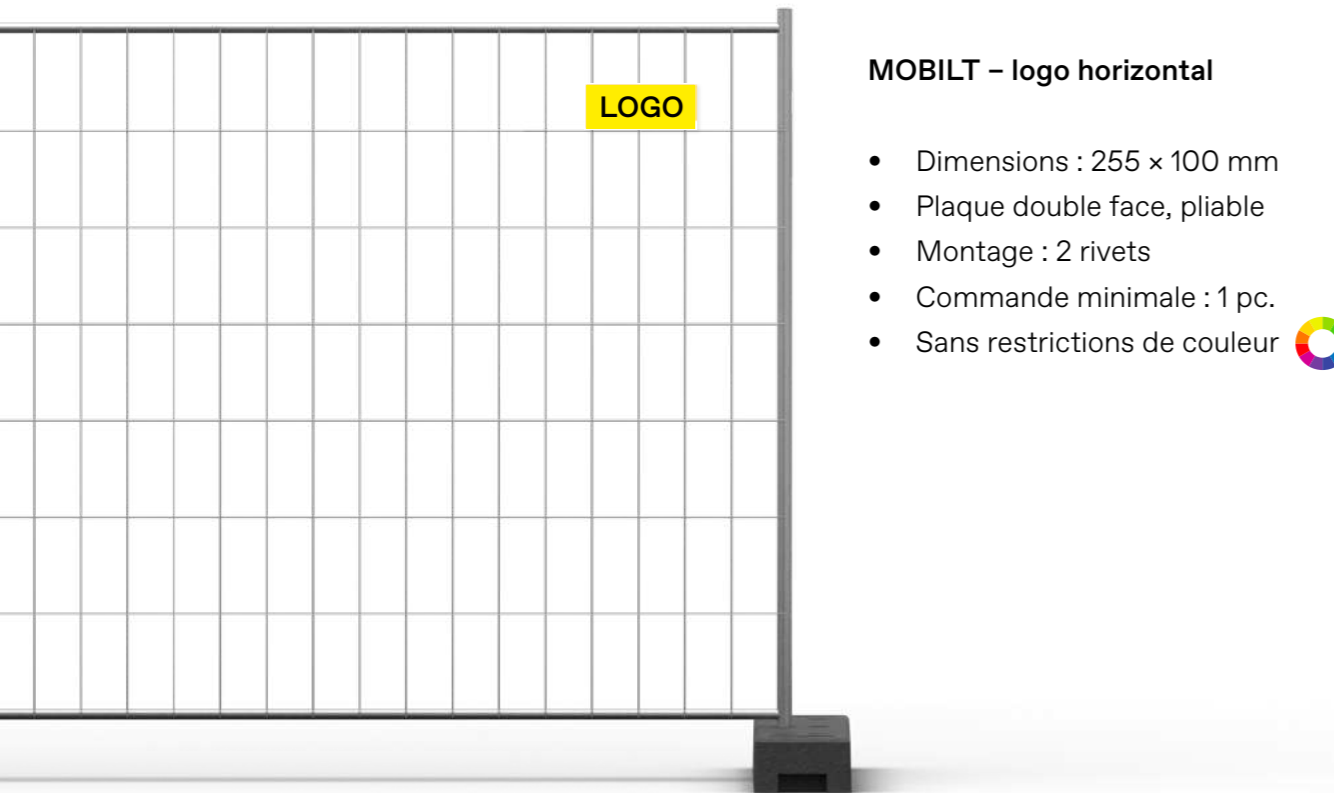 MOBILT – logo horizontal
LOGO
• Dimensions : 255 × 100 mm
• Plaque double face, pliable
• Montage : 2 rivets
• Commande minimale : 1 pc.
• Sans restrictions de couleur